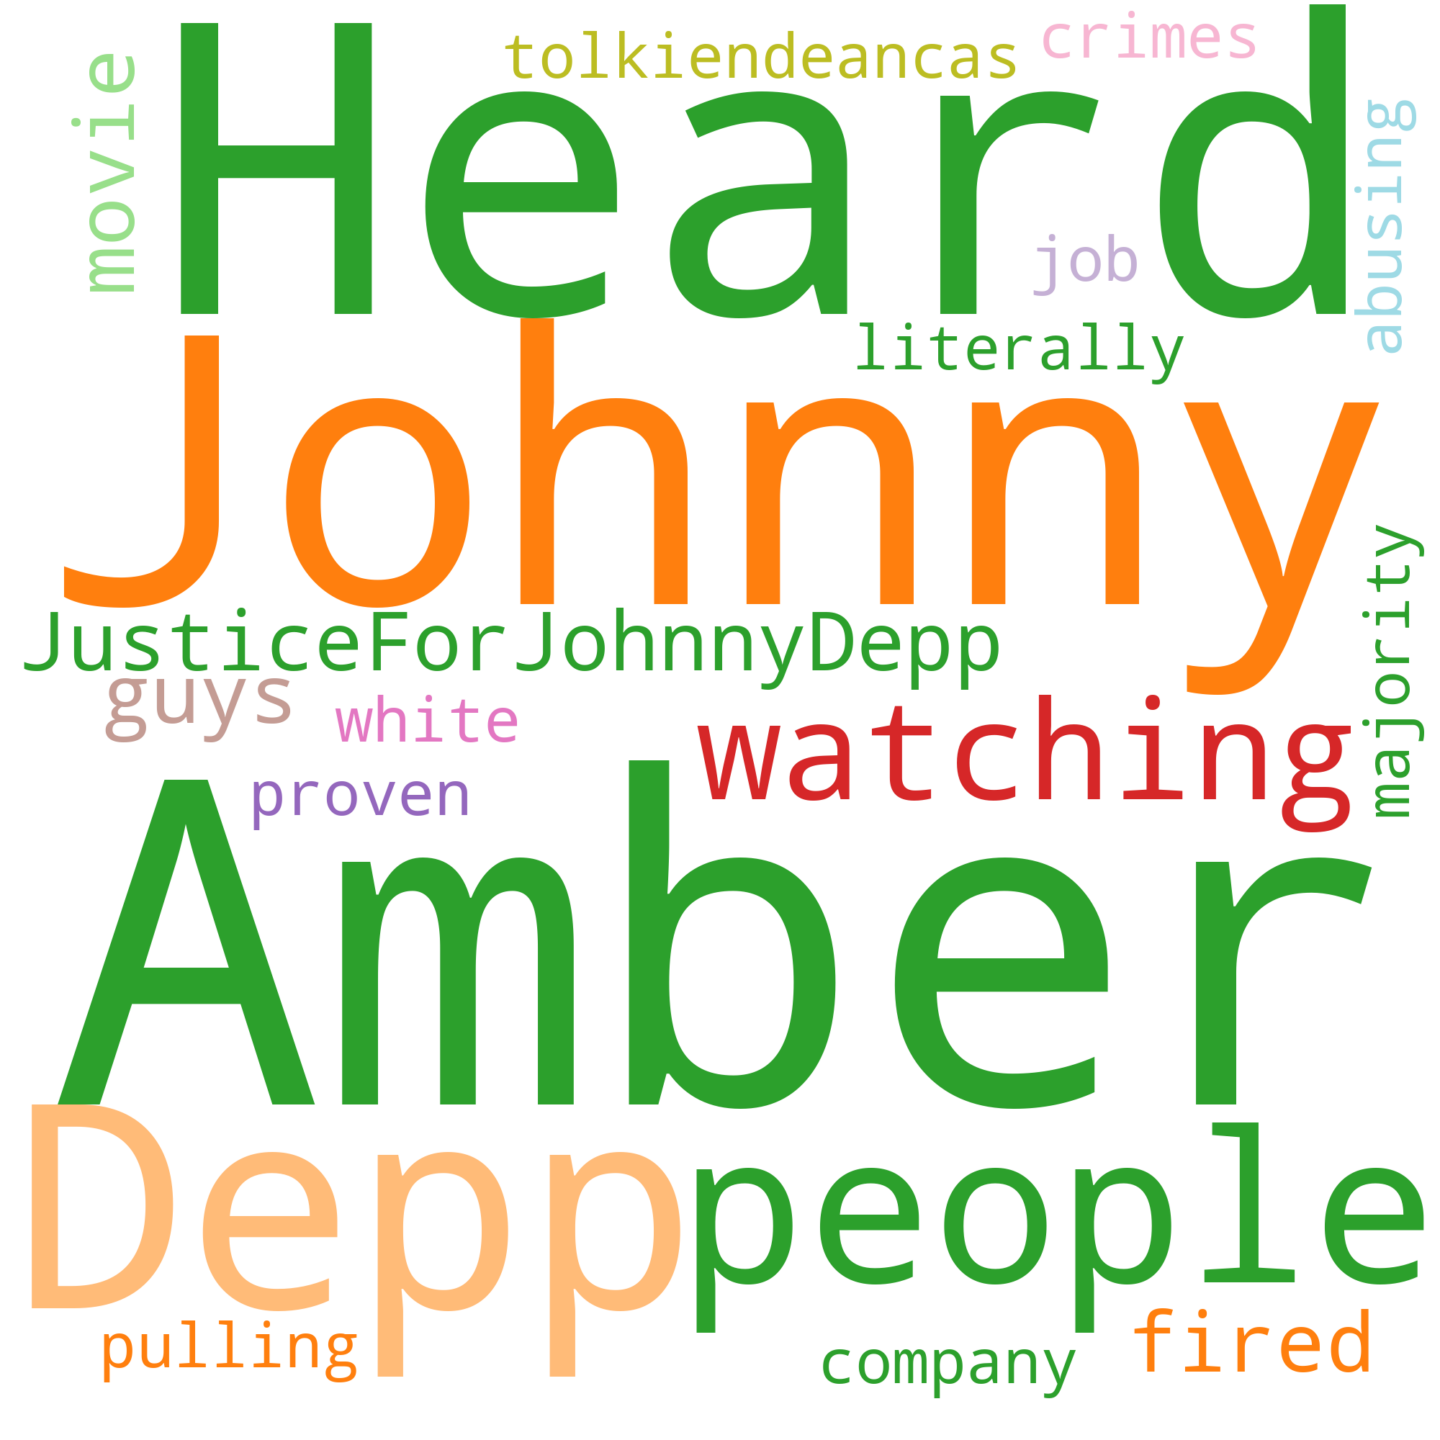 tolkiendeancas
crimes
movie
Heard
abusing
job
literally
Johnny
JusticeForJohnnyDepp
majority
guys
white
watching
proven
Amber
Depp
people
pulling
company
fired